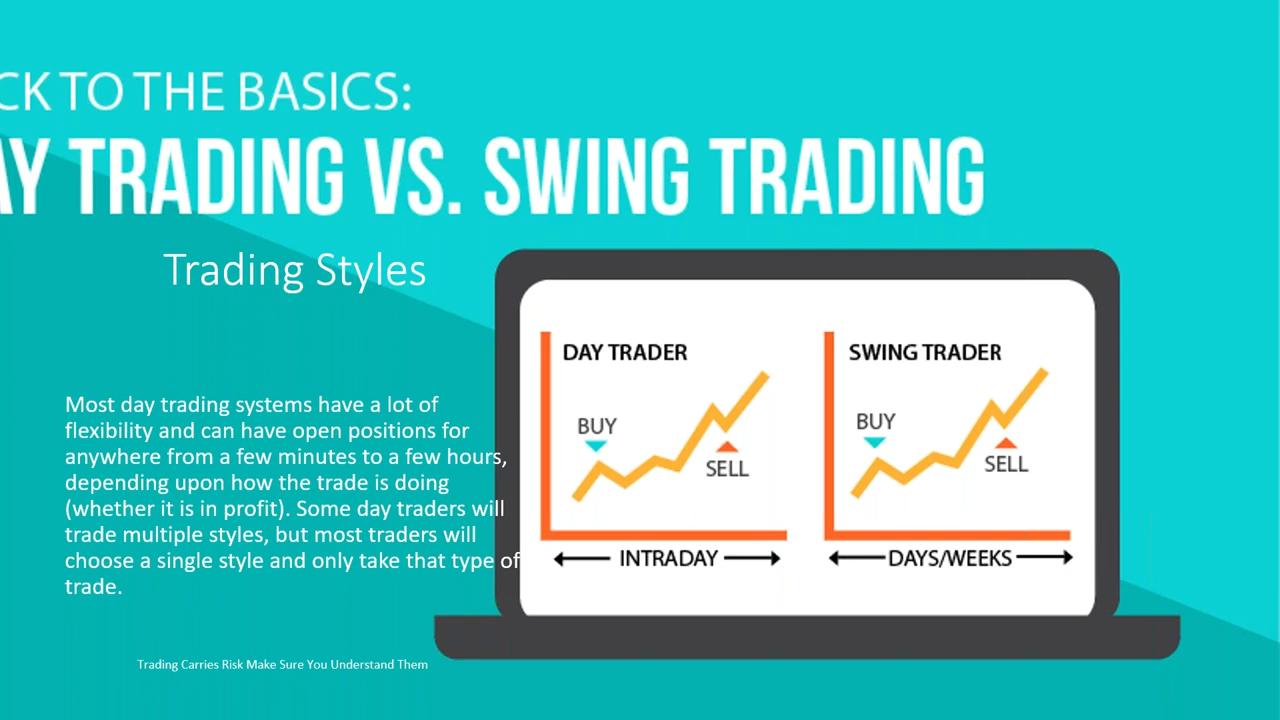 CK TO THE BASICS:
AY TRADING VS. SWING TRADING
Trading Styles
Most day trading systems have a lot of
flexibility and can have open positions for
anywhere from a few minutes to a few hours,
depending upon how the trade is doing
(whether it is in profit). Some day traders will
trade multiple styles, but most traders will
choose a single style and only take that type of
trade.
Trading Carries Risk Make Sure You Understand Them
DAY TRADER
BUY
SELL
INTRADAY
SWING TRADER
BUY
SELL
DAYS/WEEKS